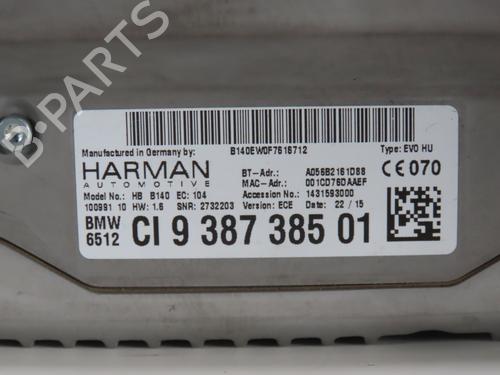 Manufactured in Germany by:
B140EW0F7616712
Type: EVO HU
HARMAN
AUTOMOTIVE
BT-Adr.: A056B2161D88
CE 070
MAC-Adr.: 001CD76DAAEF
Model No.: HB B140 EC: 104
Accession No.: 1431593000
100991 10 HW: 1.6 SNR: 2732203
Version: ECE Date: 22 / 15
BMW
6512
CI 9 387 385 01
B-PARTS